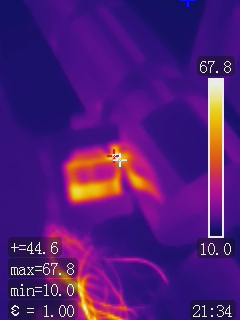 67.8
10.0
+=44.6
max=67.8
min=10.0
ε = 1.00
21:34